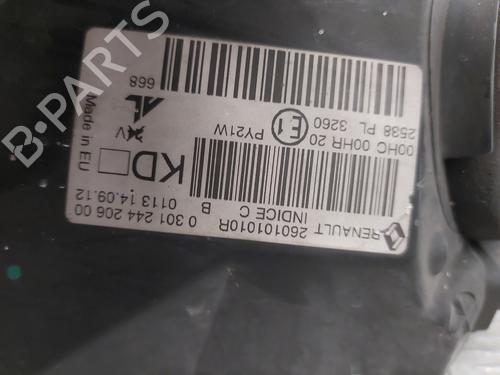 RENAULT 260101010R 0 301 244 206 00
INDICE C B 0113 14.09.12
KD
Made in EU
00HC 00HR 20 E1 PY21W
2538 PL 3260
AL
668
B-PARTS